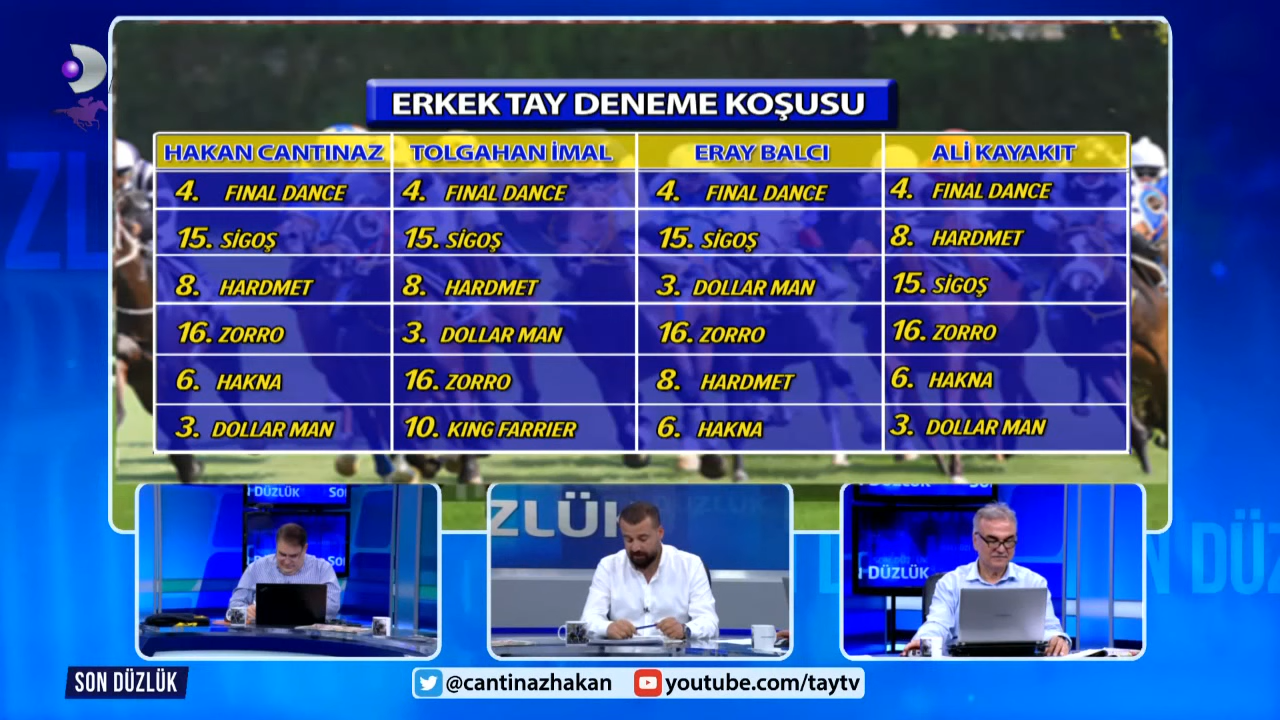 ERKEK TAY DENEME KOŞUSU
HAKAN CANTINAZ TOLGAHAN İMAL ERAY BALCI ALİ KAYAKIT
4. FINAL DANCE 4. FINAL DANCE 4. FINAL DANCE 4. FINAL DANCE
15. SİGOŞ 15. SİGOŞ 15. SİGOŞ 8. HARDMET
8. HARDMET 8. HARDMET 3. DOLLAR MAN 15. SİGOŞ
16. ZORRO 3. DOLLAR MAN 16. ZORRO 16. ZORRO
6. HAKNA 16. ZORRO 8. HARDMET 6. HAKNA
3. DOLLAR MAN 10. KING FARRIER 6. HAKNA 3. DOLLAR MAN
DÜZLÜK
ZLÜK
N DÜZLÜK
SON DÜZLÜK
@cantinazhakan youtube.com/taytv